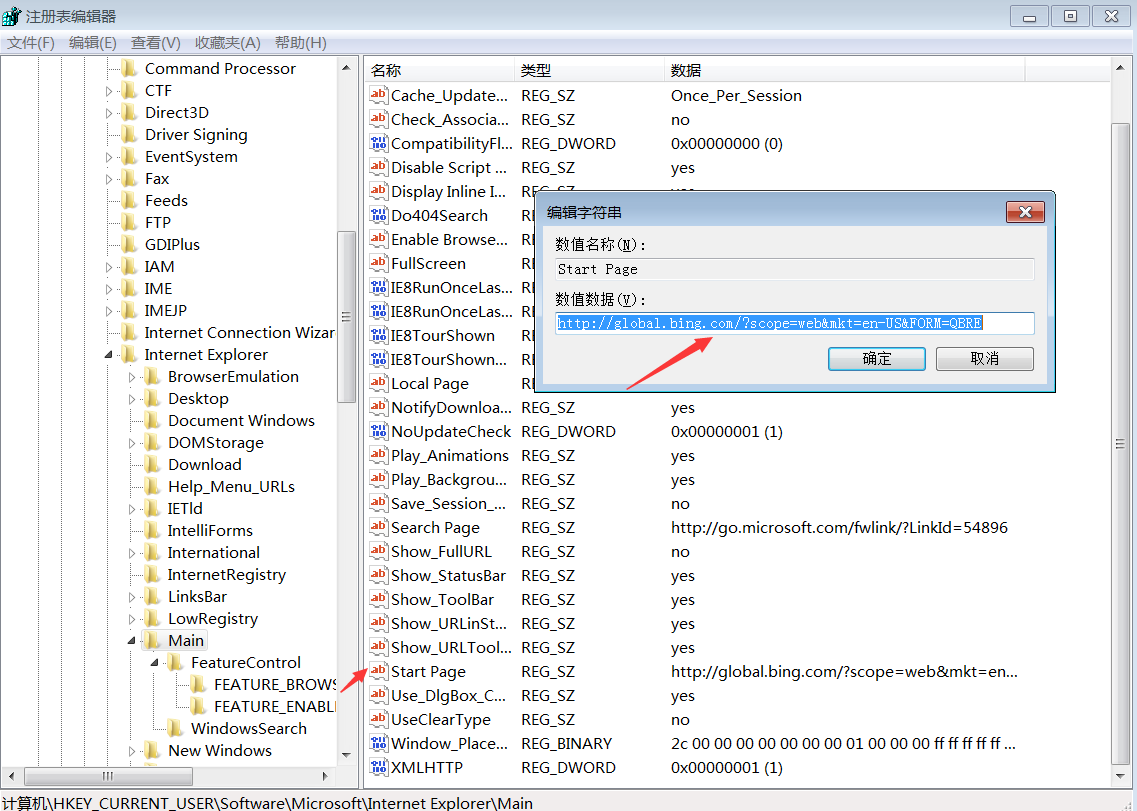 注册表编辑器
文件(F) 编辑(E) 查看(V) 收藏夹(A) 帮助(H)
Command Processor
CTF
Direct3D
Driver Signing
EventSystem
Fax
Feeds
FTP
GDIPlus
IAM
IME
IMEJP
Internet Connection Wizar
Internet Explorer
BrowserEmulation
Desktop
Document Windows
DOMStorage
Download
Help_Menu_URLs
IETld
IntelliForms
International
InternetRegistry
LinksBar
LowRegistry
Main
FeatureControl
FEATURE_BROWS
FEATURE_ENABL
WindowsSearch
New Windows
名称 类型 数据
Cache_Update... REG_SZ Once_Per_Session
Check_Associa... REG_SZ no
CompatibilityFl... REG_DWORD 0x00000000 (0)
Disable Script ... REG_SZ yes
Display Inline I... REG_SZ yes
Do404Search
Enable Browse...
FullScreen
IE8RunOnceLas...
IE8RunOnceLas...
IE8TourShown
IE8TourShown...
Local Page
NotifyDownloa... REG_SZ yes
NoUpdateCheck REG_DWORD 0x00000001 (1)
Play_Animations REG_SZ yes
Play_Backgrou... REG_SZ yes
Save_Session_... REG_SZ no
Search Page REG_SZ http://go.microsoft.com/fwlink/?LinkId=54896
Show_FullURL REG_SZ no
Show_StatusBar REG_SZ yes
Show_ToolBar REG_SZ yes
Show_URLinSt... REG_SZ yes
Show_URLTool... REG_SZ yes
Start Page REG_SZ http://global.bing.com/?scope=web&mkt=en...
Use_DlgBox_C... REG_SZ yes
UseClearType REG_SZ no
Window_Place... REG_BINARY 2c 00 00 00 00 00 00 00 01 00 00 00 ff ff ff ff ff ...
XMLHTTP REG_DWORD 0x00000001 (1)
编辑字符串
数值名称(N):
Start Page
数值数据(V):
http://global.bing.com/?scope=web&mkt=en-US&FORM=QBRE
确定 取消
计算机\HKEY_CURRENT_USER\Software\Microsoft\Internet Explorer\Main